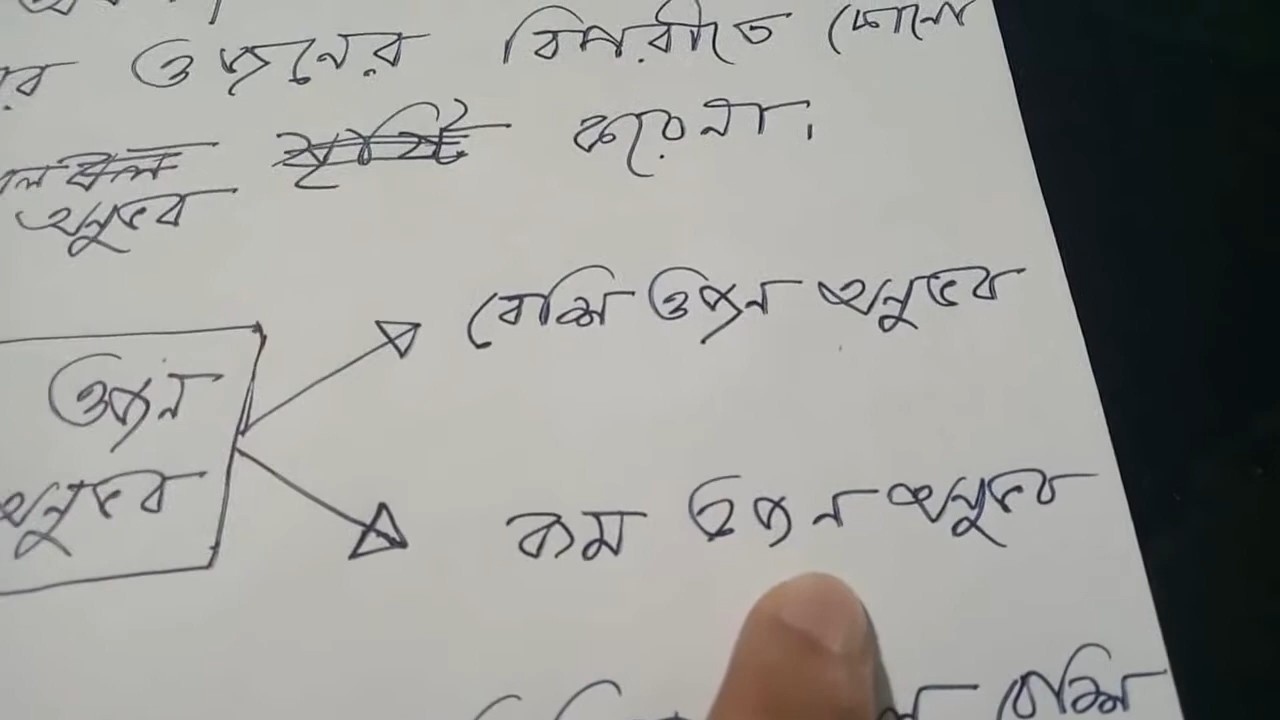 ওজনের বিপরীতে কোনো
অনুভব করে না।
বেশি ওজন অনুভব
ওজন
অনুভব
কম ওজন অনুভব
বেশি